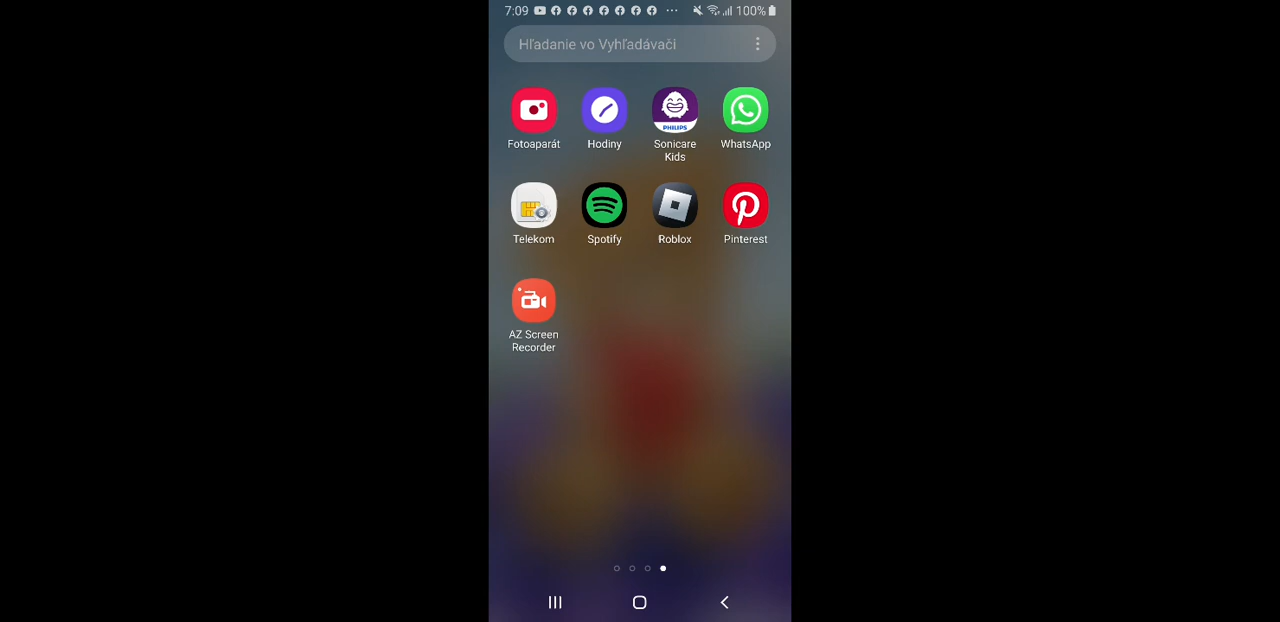 7:09 100%
Hľadanie vo Vyhľadávači
PHILIPS
Fotoaparát Hodiny Sonicare Kids WhatsApp
Telekom Spotify Roblox Pinterest
AZ Screen Recorder